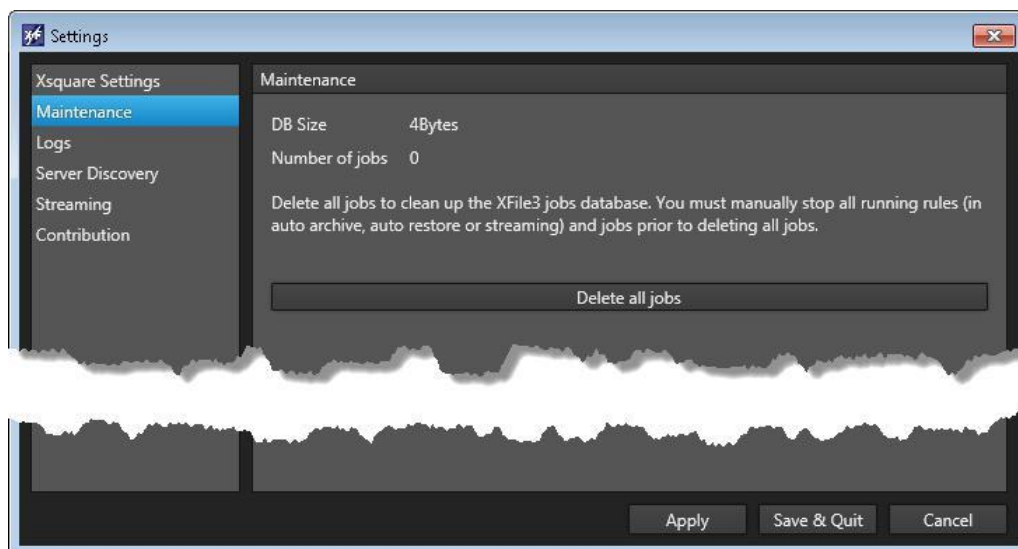 Settings
Xsquare Settings
Maintenance
Logs
Server Discovery
Streaming
Contribution
Maintenance
DB Size 4Bytes
Number of jobs 0
Delete all jobs to clean up the XFile3 jobs database. You must manually stop all running rules (in
auto archive, auto restore or streaming) and jobs prior to deleting all jobs.
Delete all jobs
Apply Save & Quit Cancel